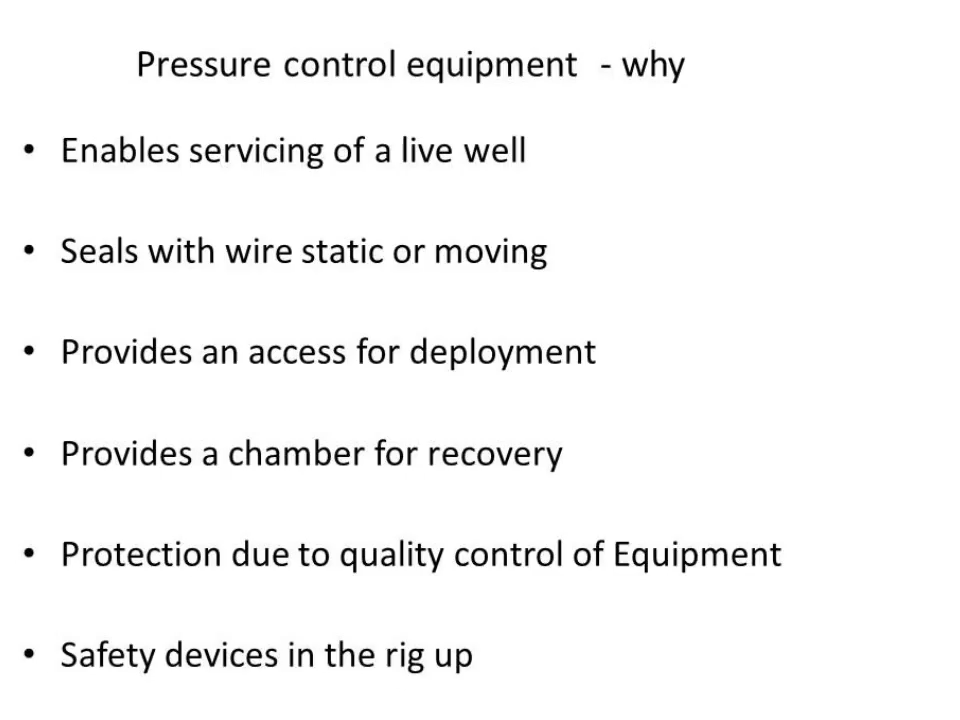 Pressure control equipment - why
• Enables servicing of a live well
• Seals with wire static or moving
• Provides an access for deployment
• Provides a chamber for recovery
• Protection due to quality control of Equipment
• Safety devices in the rig up